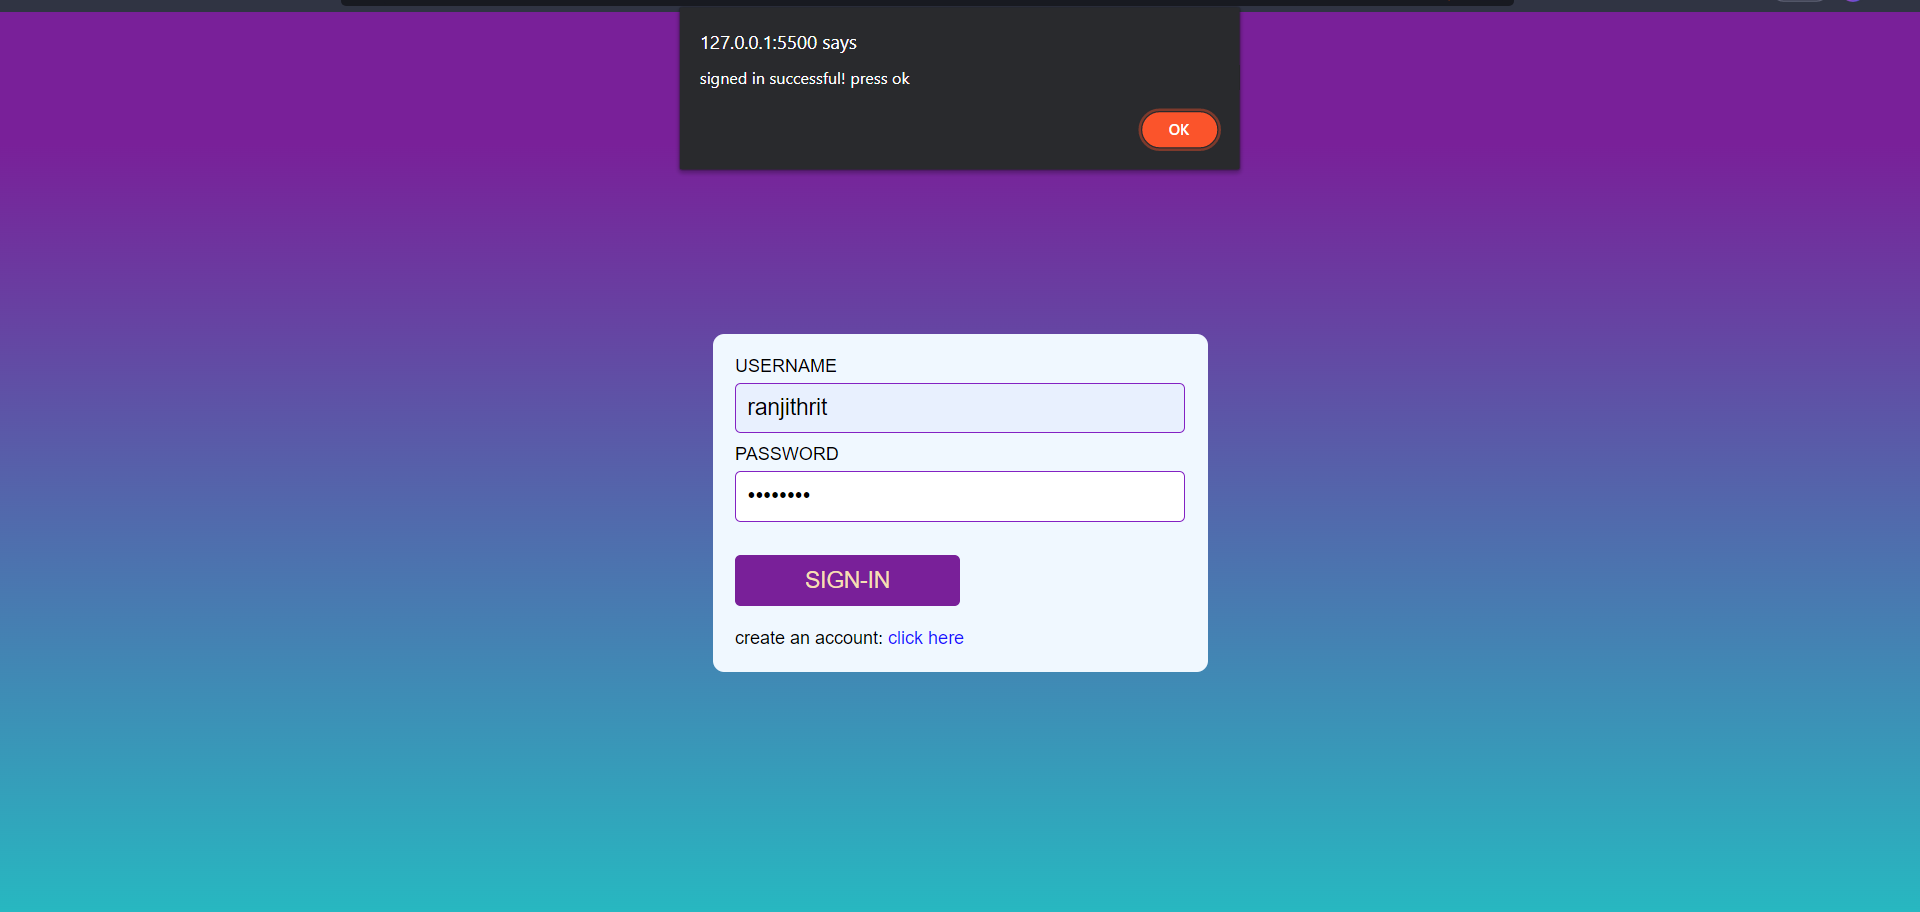 127.0.0.1:5500 says
signed in successful! press ok
OK
USERNAME
ranjithrit
PASSWORD
••••••••
SIGN-IN
create an account: click here